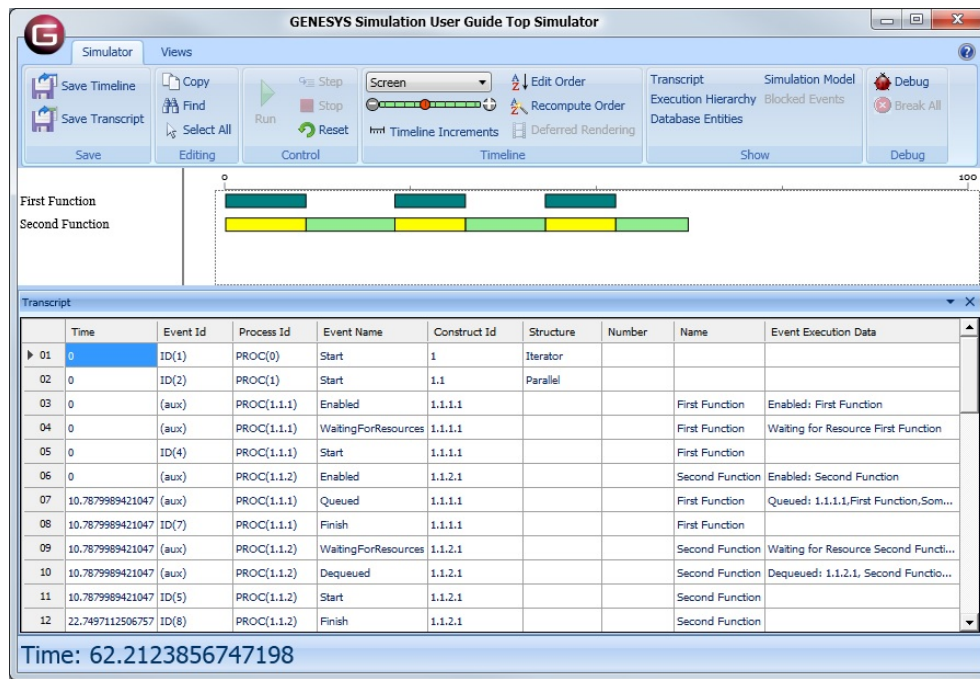 GENESYS Simulation User Guide Top Simulator
G
Simulator Views
Save Timeline Copy Step Screen Edit Order Transcript Simulation Model Debug
Find Stop Recompute Order Execution Hierarchy Blocked Events Break All
Save Transcript Select All Run Reset Timeline Increments Deferred Rendering Database Entities
Save Editing Control Timeline Show Debug
0 100
First Function
Second Function
Transcript
Time Event Id Process Id Event Name Construct Id Structure Number Name Event Execution Data
01 0 ID(1) PROC(0) Start 1 Iterator
02 0 ID(2) PROC(1) Start 1.1 Parallel
03 0 (aux) PROC(1.1.1) Enabled 1.1.1.1 First Function Enabled: First Function
04 0 (aux) PROC(1.1.1) WaitingForResources 1.1.1.1 First Function Waiting for Resource First Function
05 0 ID(4) PROC(1.1.1) Start 1.1.1.1 First Function
06 0 (aux) PROC(1.1.2) Enabled 1.1.2.1 Second Function Enabled: Second Function
07 10.7879989421047 (aux) PROC(1.1.1) Queued 1.1.1.1 First Function Queued: 1.1.1.1,First Function,Som...
08 10.7879989421047 ID(7) PROC(1.1.1) Finish 1.1.1.1 First Function
09 10.7879989421047 (aux) PROC(1.1.2) WaitingForResources 1.1.2.1 Second Function Waiting for Resource Second Functi...
10 10.7879989421047 (aux) PROC(1.1.2) Dequeued 1.1.2.1 Second Function Dequeued: 1.1.2.1, Second Functio...
11 10.7879989421047 ID(5) PROC(1.1.2) Start 1.1.2.1 Second Function
12 22.7497112506757 ID(8) PROC(1.1.2) Finish 1.1.2.1 Second Function
Time: 62.2123856747198